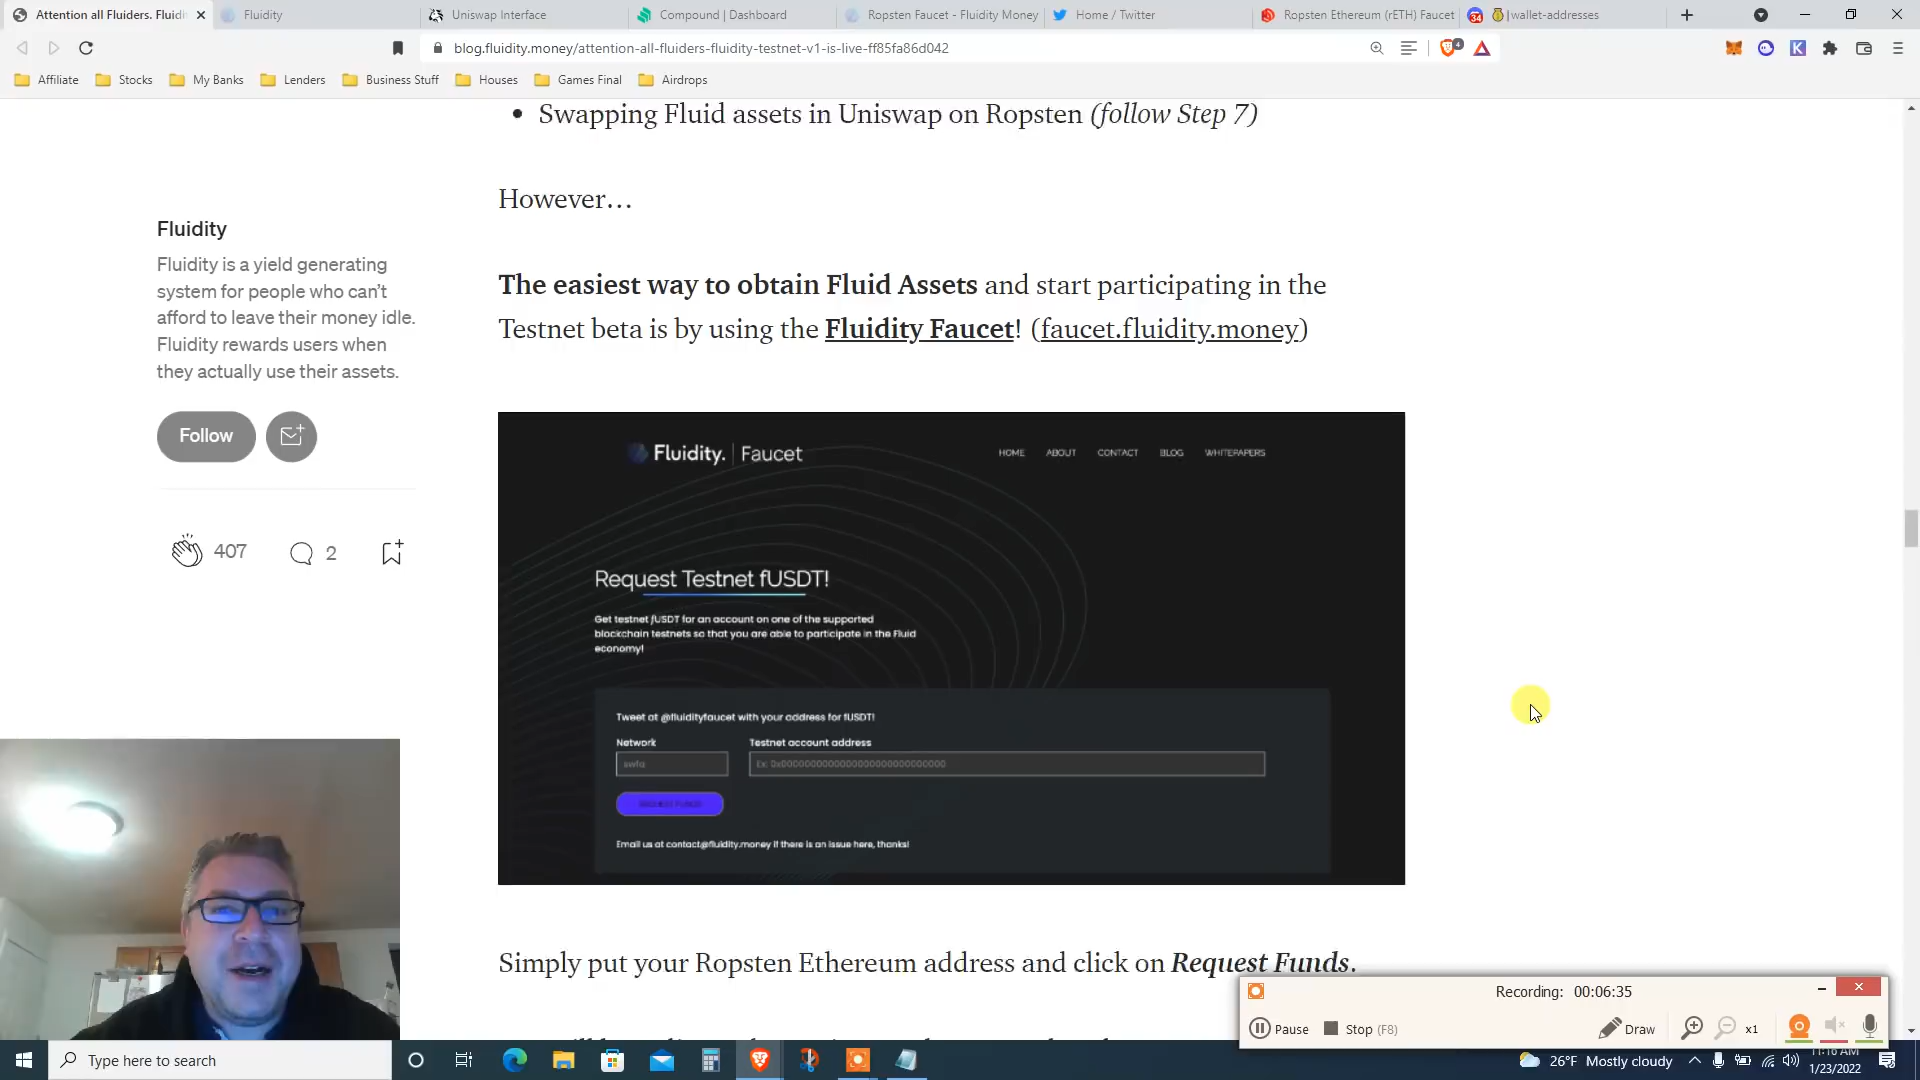 Attention all Fluiders. Fluidi
Fluidity
Uniswap Interface
Compound | Dashboard
Ropsten Faucet - Fluidity Money
Home / Twitter
Ropsten Ethereum (rETH) Faucet
34
|wallet-addresses
blog.fluidity.money/attention-all-fluiders-fluidity-testnet-v1-is-live-ff85fa86d042
4
Affiliate
Stocks
My Banks
Lenders
Business Stuff
Houses
Games Final
Airdrops
• Swapping Fluid assets in Uniswap on Ropsten (follow Step 7)
However…
The easiest way to obtain Fluid Assets and start participating in the
Testnet beta is by using the Fluidity Faucet! (faucet.fluidity.money)
Fluidity
Fluidity is a yield generating
system for people who can't
afford to leave their money idle.
Fluidity rewards users when
they actually use their assets.
Follow
407
2
Fluidity. | Faucet
HOME
ABOUT
CONTACT
BLOG
WHITEPAPERS
Request Testnet fUSDT!
Get testnet fUSDT for an account on one of the supported
blockchain testnets so that you are able to participate in the Fluid
economy!
Tweet at @fluidityfaucet with your address for fUSDT!
Network
Testnet account address
REQUEST FUNDS
Email us at contact@fluidity.money if there is an issue here, thanks!
Simply put your Ropsten Ethereum address and click on Request Funds.
Recording: 00:06:35
Pause
Stop (F8)
Draw
x1
Type here to search
26°F Mostly cloudy
11:16 AM
1/23/2022